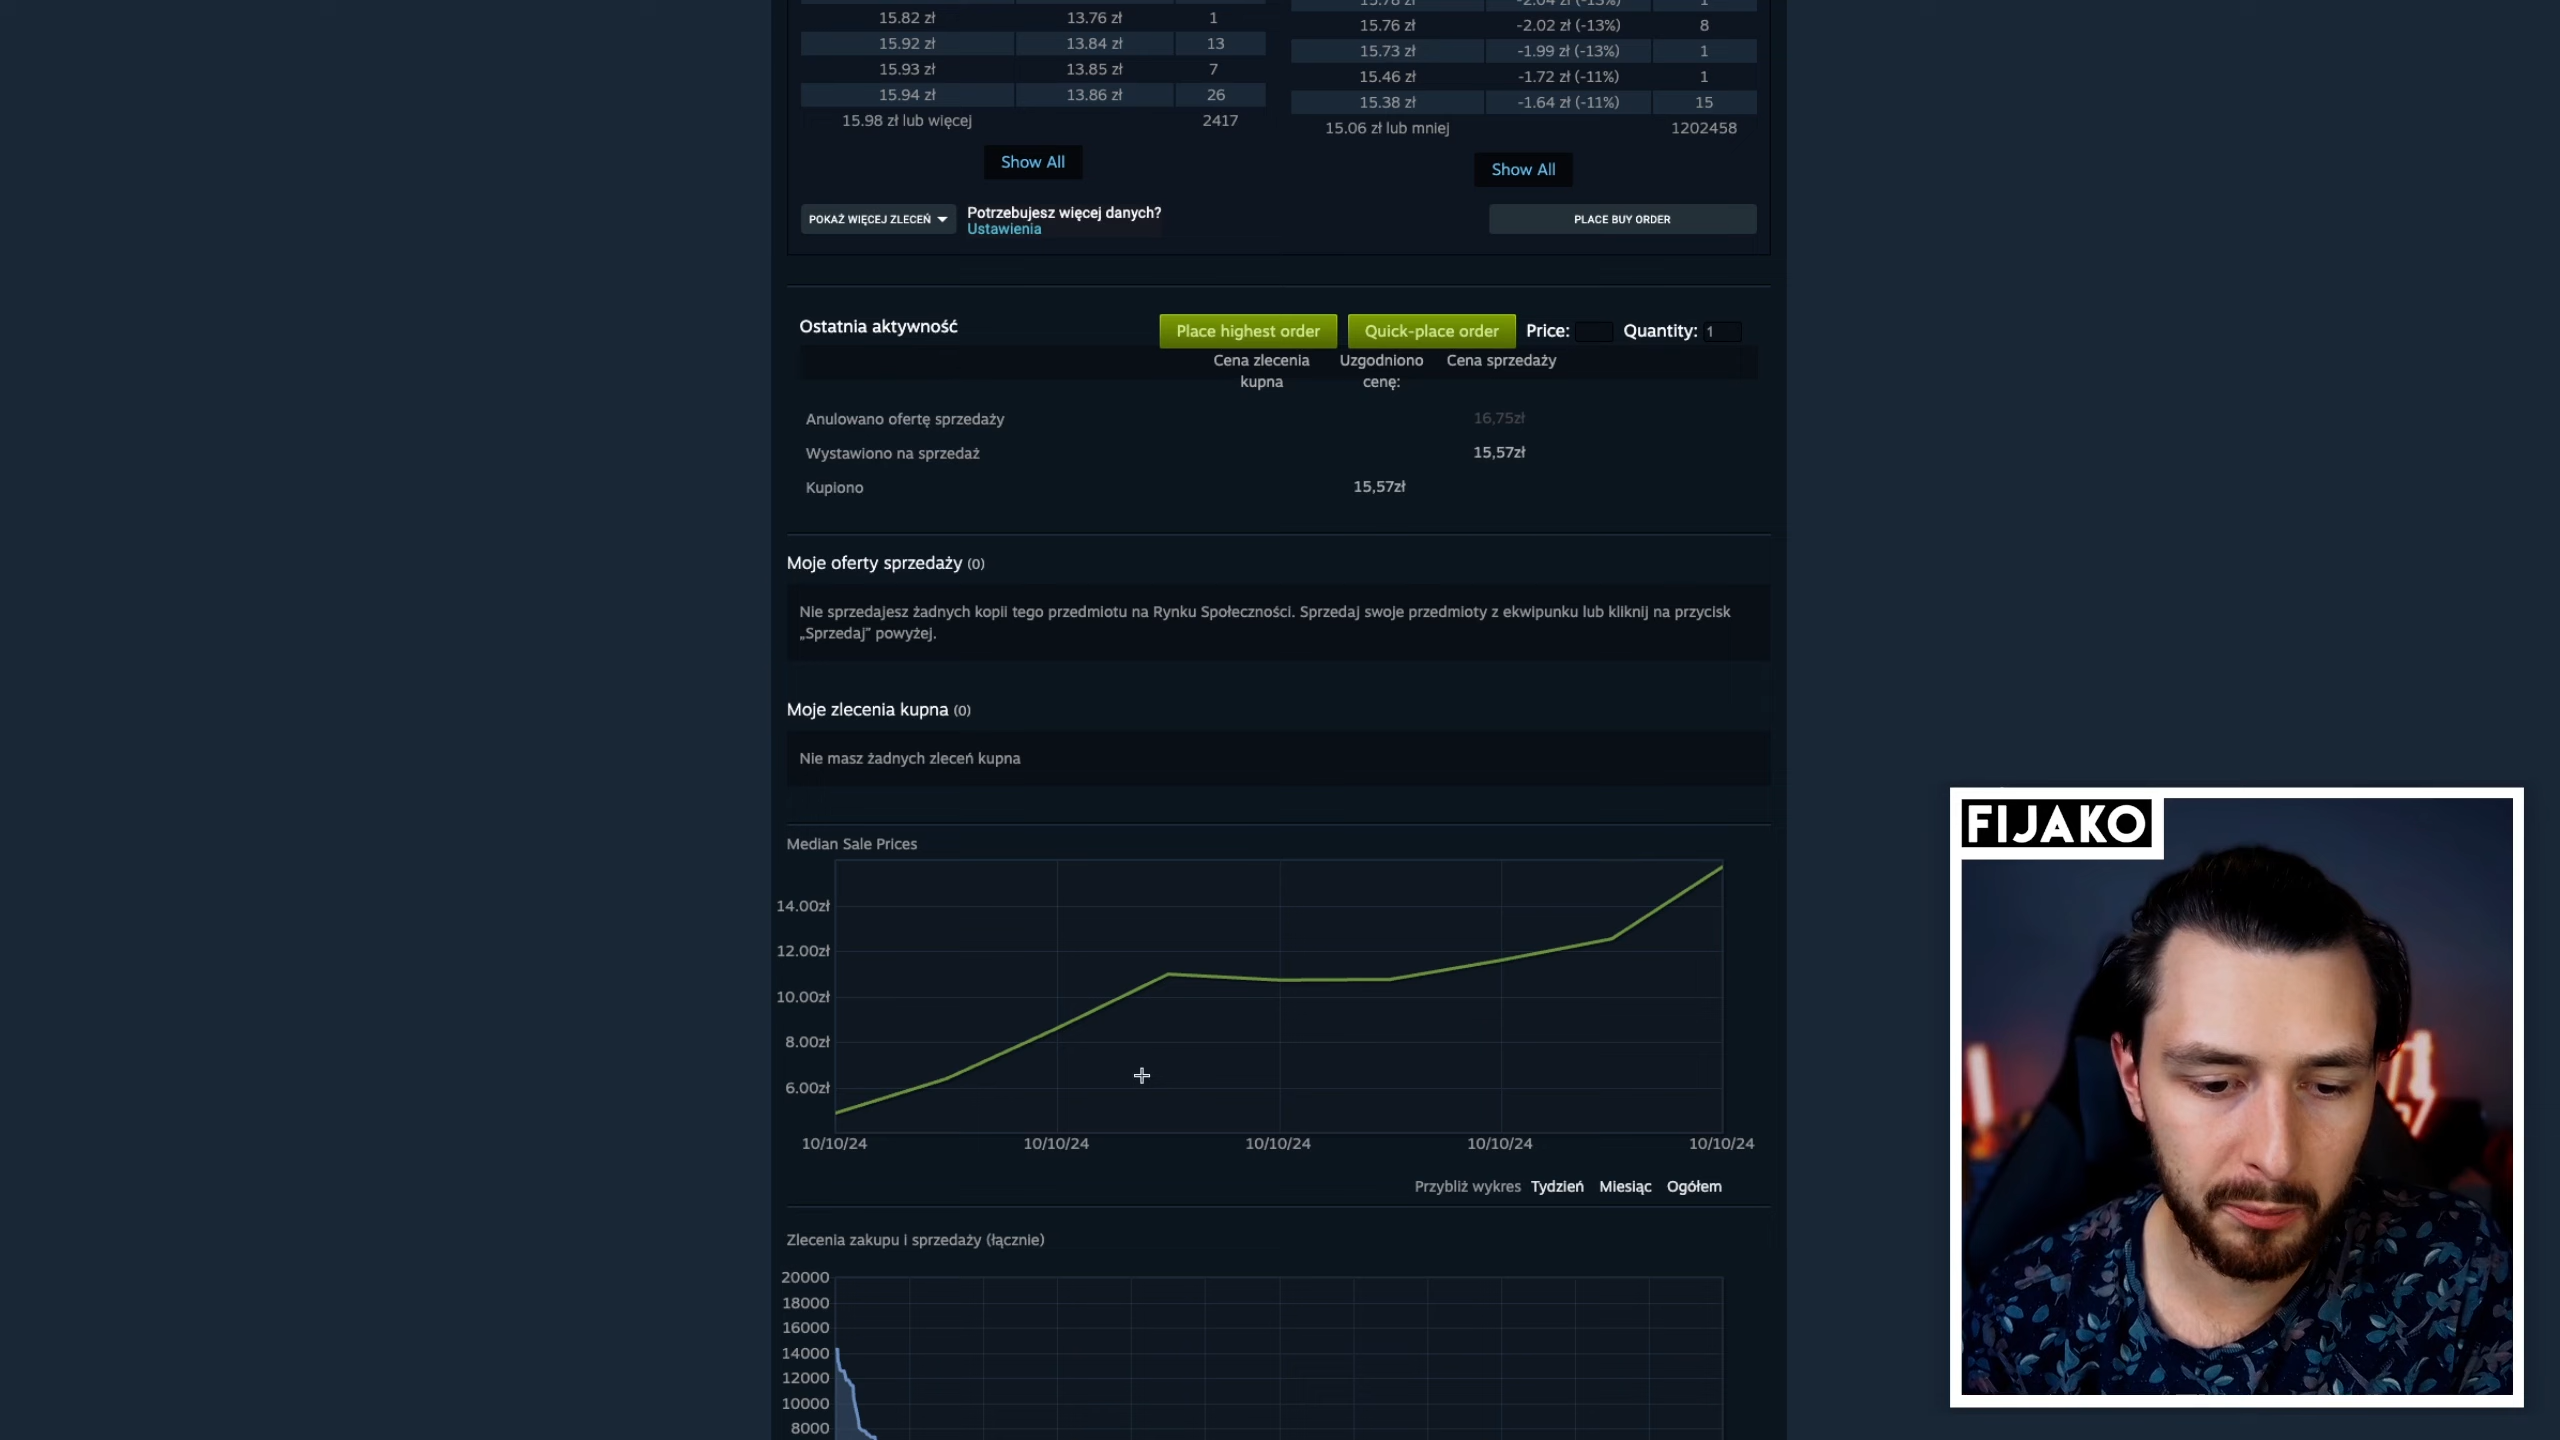 15.82 zł 13.76 zł 1
15.92 zł 13.84 zł 13
15.93 zł 13.85 zł 7
15.94 zł 13.86 zł 26
15.98 zł lub więcej 2417
Show All
15.76 zł -2.02 zł (-13%) 8
15.73 zł -1.99 zł (-13%) 1
15.46 zł -1.72 zł (-11%) 1
15.38 zł -1.64 zł (-11%) 15
15.06 zł lub mniej 1202458
Show All
POKAŻ WIĘCEJ ZLECEŃ
Potrzebujesz więcej danych?
Ustawienia
PLACE BUY ORDER
Ostatnia aktywność
Place highest order Quick-place order Price: Quantity: 1
Cena zlecenia kupna
Uzgodniono cenę:
Cena sprzedaży
Anulowano ofertę sprzedaży 16,75zł
Wystawiono na sprzedaż 15,57zł
Kupiono 15,57zł
Moje oferty sprzedaży (0)
Nie sprzedajesz żadnych kopii tego przedmiotu na Rynku Społeczności. Sprzedaj swoje przedmioty z ekwipunku lub kliknij na przycisk
„Sprzedaj” powyżej.
Moje zlecenia kupna (0)
Nie masz żadnych zleceń kupna
Median Sale Prices
14.00zł
12.00zł
10.00zł
8.00zł
6.00zł
10/10/24 10/10/24 10/10/24 10/10/24 10/10/24
Przybliż wykres Tydzień Miesiąc Ogółem
Zlecenia zakupu i sprzedaży (łącznie)
20000
18000
16000
14000
12000
10000
8000
FIJAKO